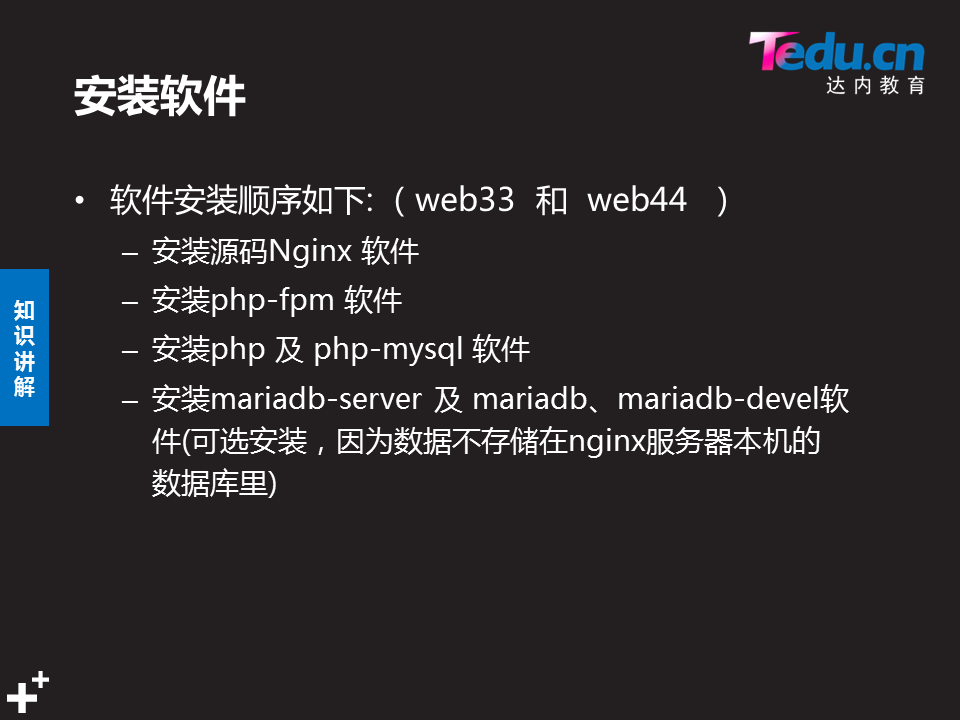 Tedu.cn
达内教育
安装软件
• 软件安装顺序如下:（web33 和 web44 ）
– 安装源码Nginx 软件
– 安装php-fpm 软件
– 安装php 及 php-mysql 软件
– 安装mariadb-server 及 mariadb、mariadb-devel软
件(可选安装，因为数据不存储在nginx服务器本机的
数据库里)
知
识
讲
解